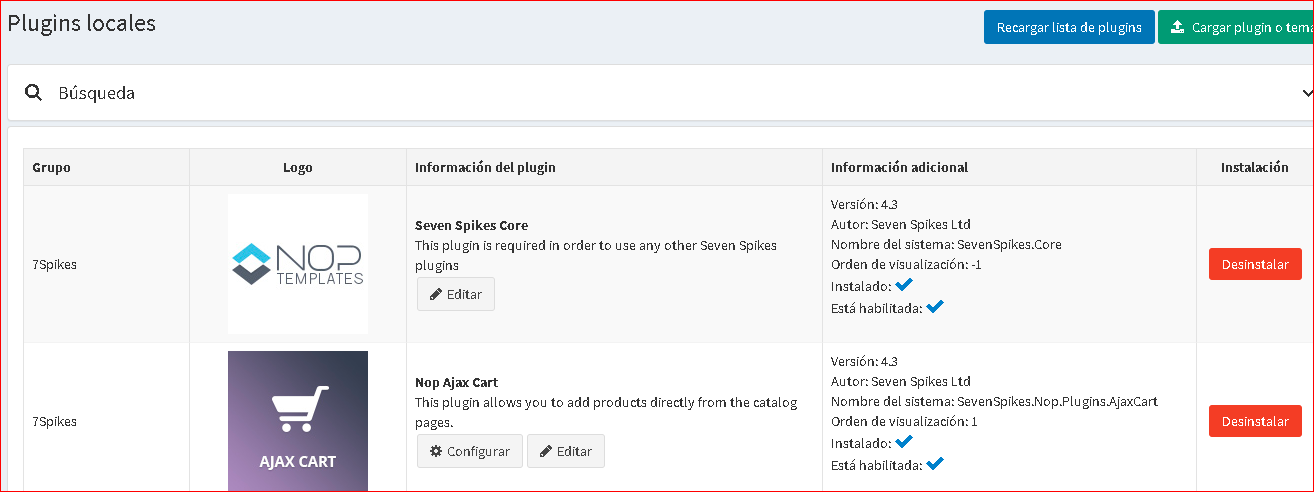 Plugins locales
Recargar lista de plugins
Cargar plugin o tema
Búsqueda
Grupo
Logo
Información del plugin
Información adicional
Instalación
7Spikes
NOP
TEMPLATES
Seven Spikes Core
This plugin is required in order to use any other Seven Spikes
plugins
Editar
Versión: 4.3
Autor: Seven Spikes Ltd
Nombre del sistema: SevenSpikes.Core
Orden de visualización: -1
Instalado:
Está habilitada:
Desinstalar
7Spikes
AJAX CART
Nop Ajax Cart
This plugin allows you to add products directly from the catalog
pages.
Configurar
Editar
Versión: 4.3
Autor: Seven Spikes Ltd
Nombre del sistema: SevenSpikes.Nop.Plugins.AjaxCart
Orden de visualización: 1
Instalado:
Está habilitada:
Desinstalar